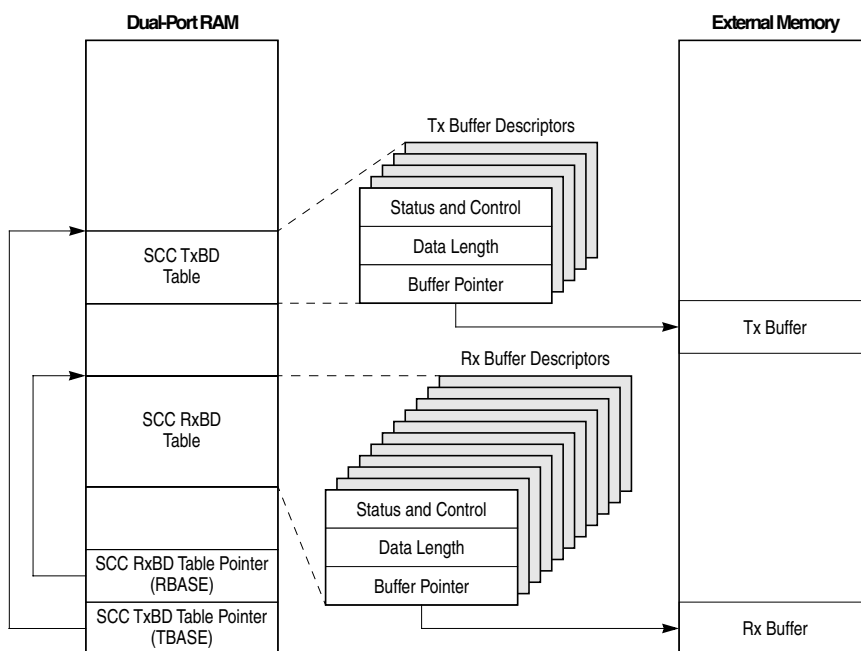 Dual-Port RAM
External Memory
Tx Buffer Descriptors
Status and Control
Data Length
Buffer Pointer
SCC TxBD
Table
Tx Buffer
Rx Buffer Descriptors
SCC RxBD
Table
Status and Control
Data Length
Buffer Pointer
SCC RxBD Table Pointer
(RBASE)
SCC TxBD Table Pointer
(TBASE)
Rx Buffer